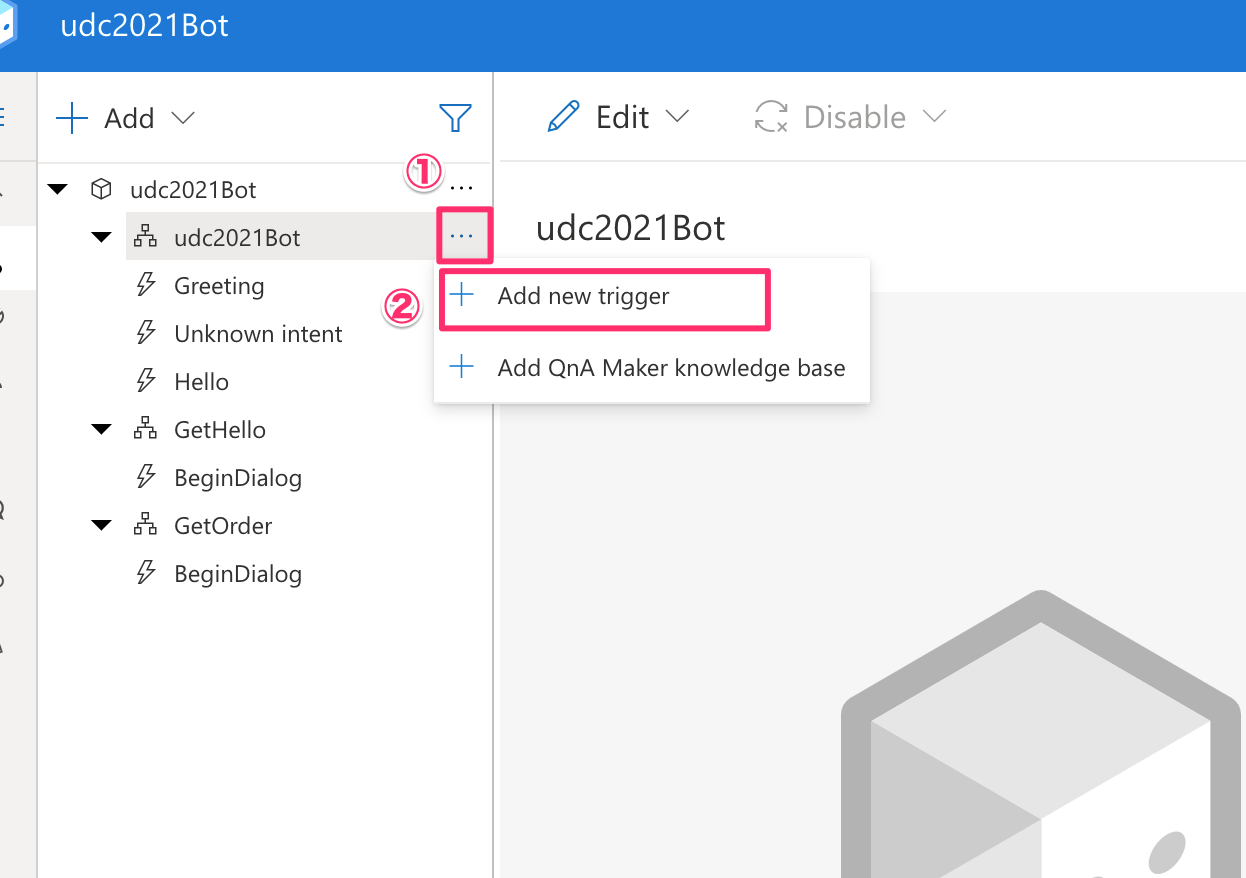 udc2021Bot
Add
Edit
Disable
①
udc2021Bot
...
udc2021Bot
...
udc2021Bot
Greeting
②
Add new trigger
Unknown intent
Add QnA Maker knowledge base
Hello
GetHello
BeginDialog
GetOrder
BeginDialog